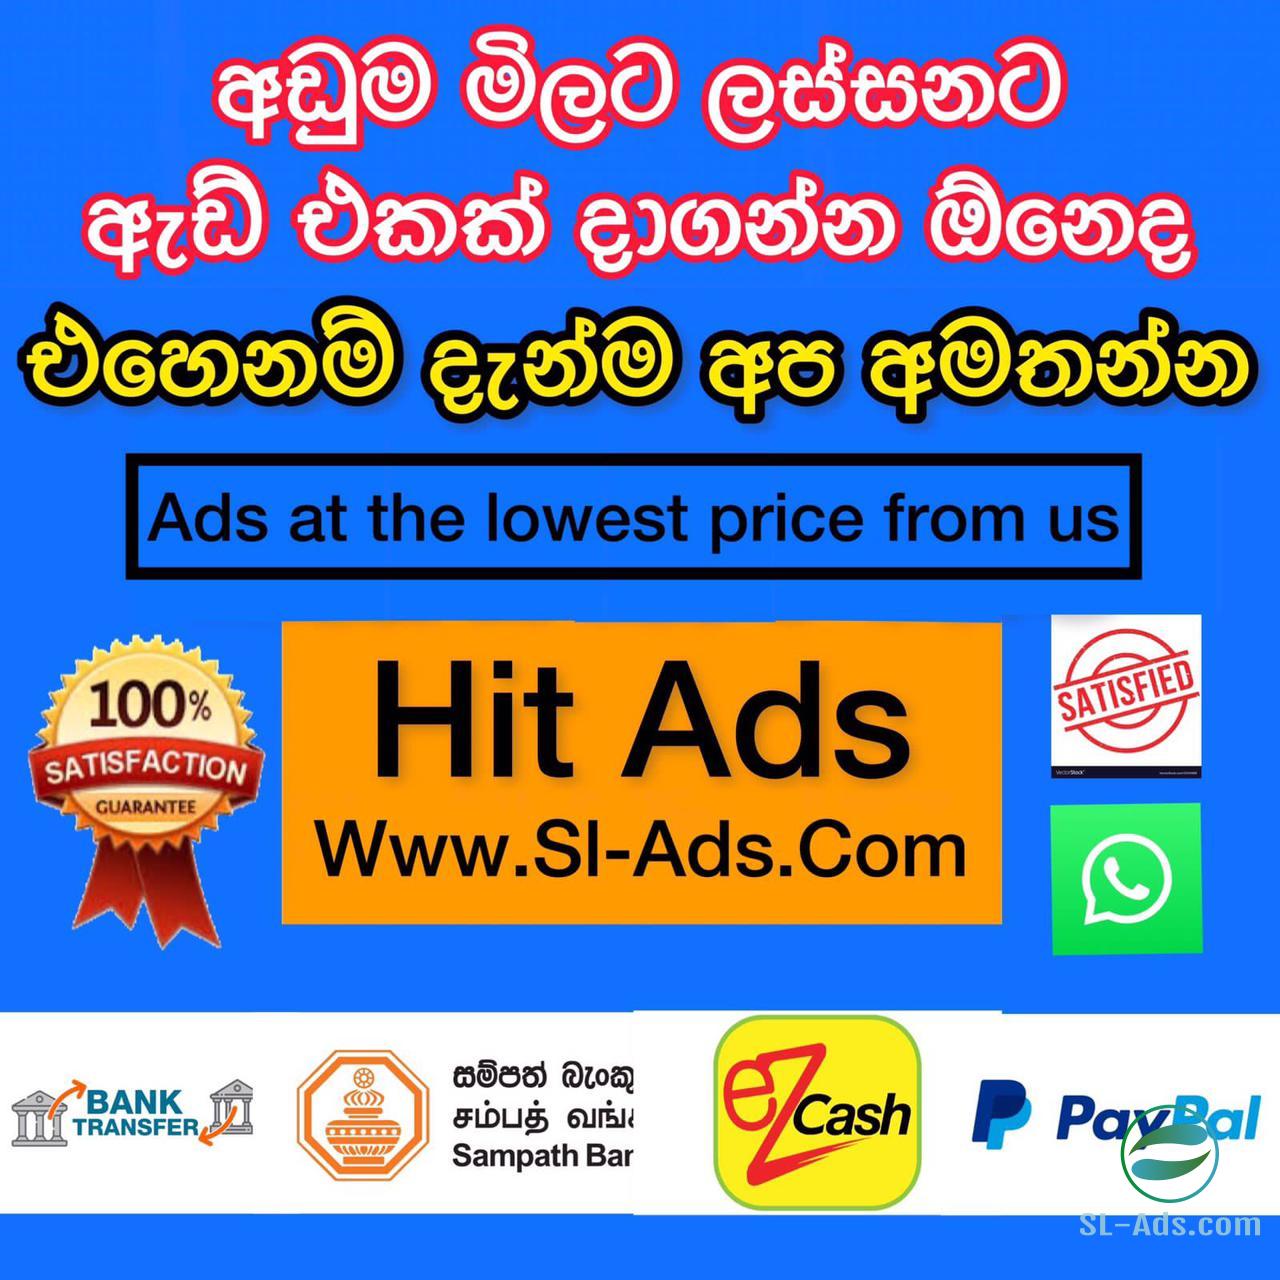 අඩුම මිලට ලස්සනට
ඇඩ් එකක් දාගන්න ඕනෙද
එහෙනම් දැන්ම අප අමතන්න
Ads at the lowest price from us
100%
SATISFACTION
GUARANTEE
Hit Ads
Www.Sl-Ads.Com
SATISFIED
VectorStock
BANK
TRANSFER
සම්පත් බැංකු
சம்பத் வங்
Sampath Ban
eZ Cash
PayPal
SL-Ads.com